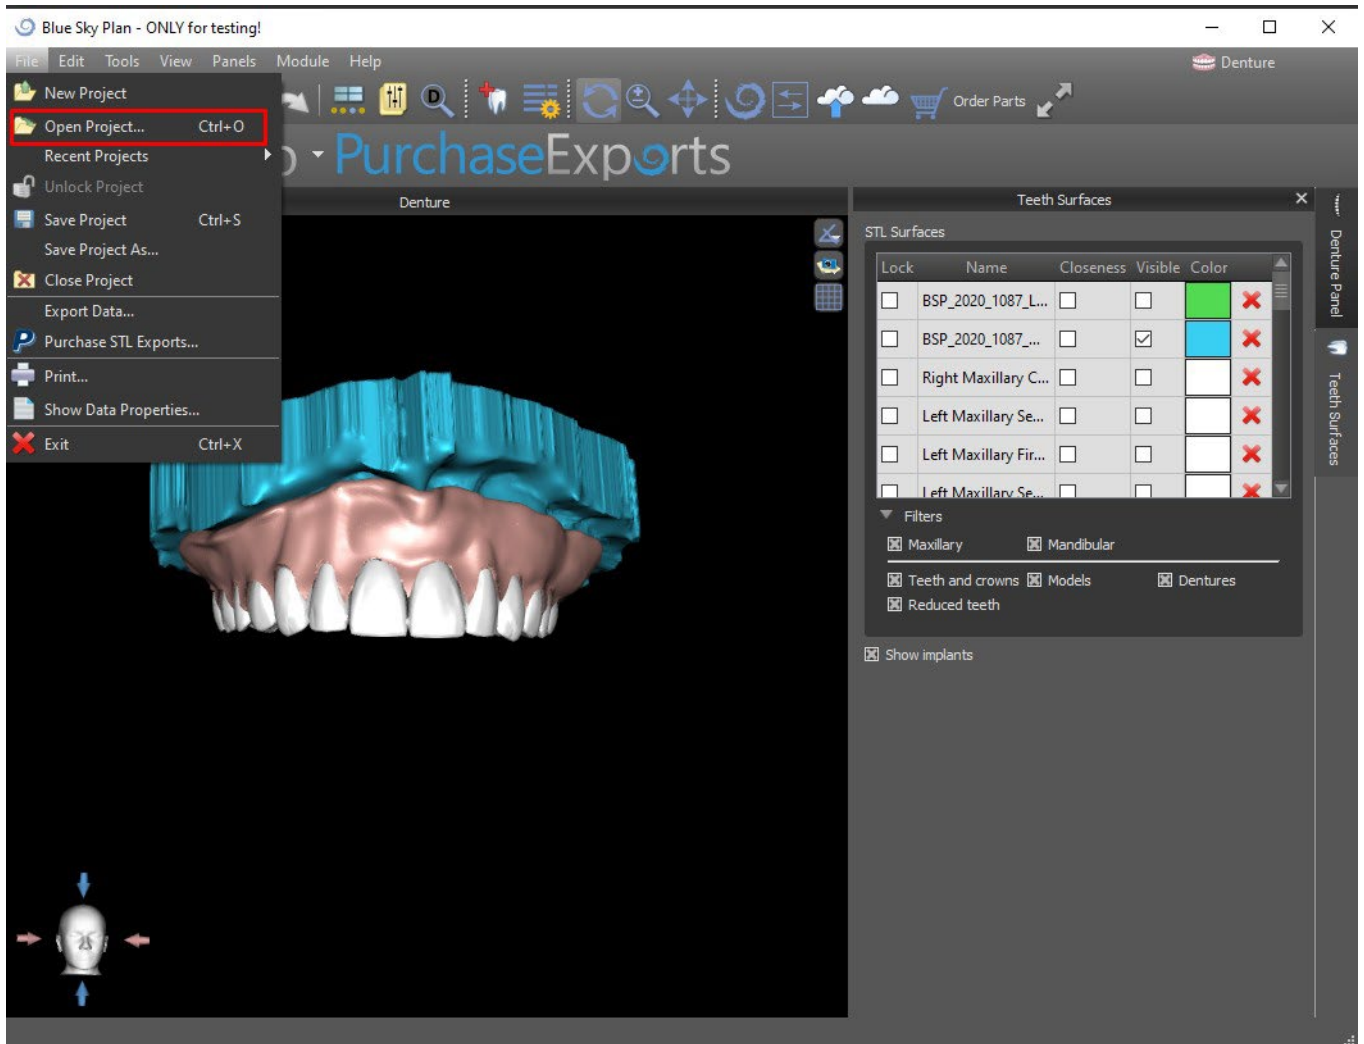 Blue Sky Plan - ONLY for testing!
File Edit Tools View Panels Module Help
Denture
New Project
Open Project... Ctrl+O
Recent Projects
Unlock Project
Save Project Ctrl+S
Save Project As...
Close Project
Export Data...
Purchase STL Exports...
Print...
Show Data Properties...
Exit Ctrl+X
D
Order Parts
- PurchaseExports
Denture
Teeth Surfaces
STL Surfaces
Lock Name Closeness Visible Color
BSP_2020_1087_L...
BSP_2020_1087_...
Right Maxillary C...
Left Maxillary Se...
Left Maxillary Fir...
Left Maxillary Se...
Filters
Maxillary Mandibular
Teeth and crowns Models Dentures
Reduced teeth
Show implants
Denture Panel
Teeth Surfaces